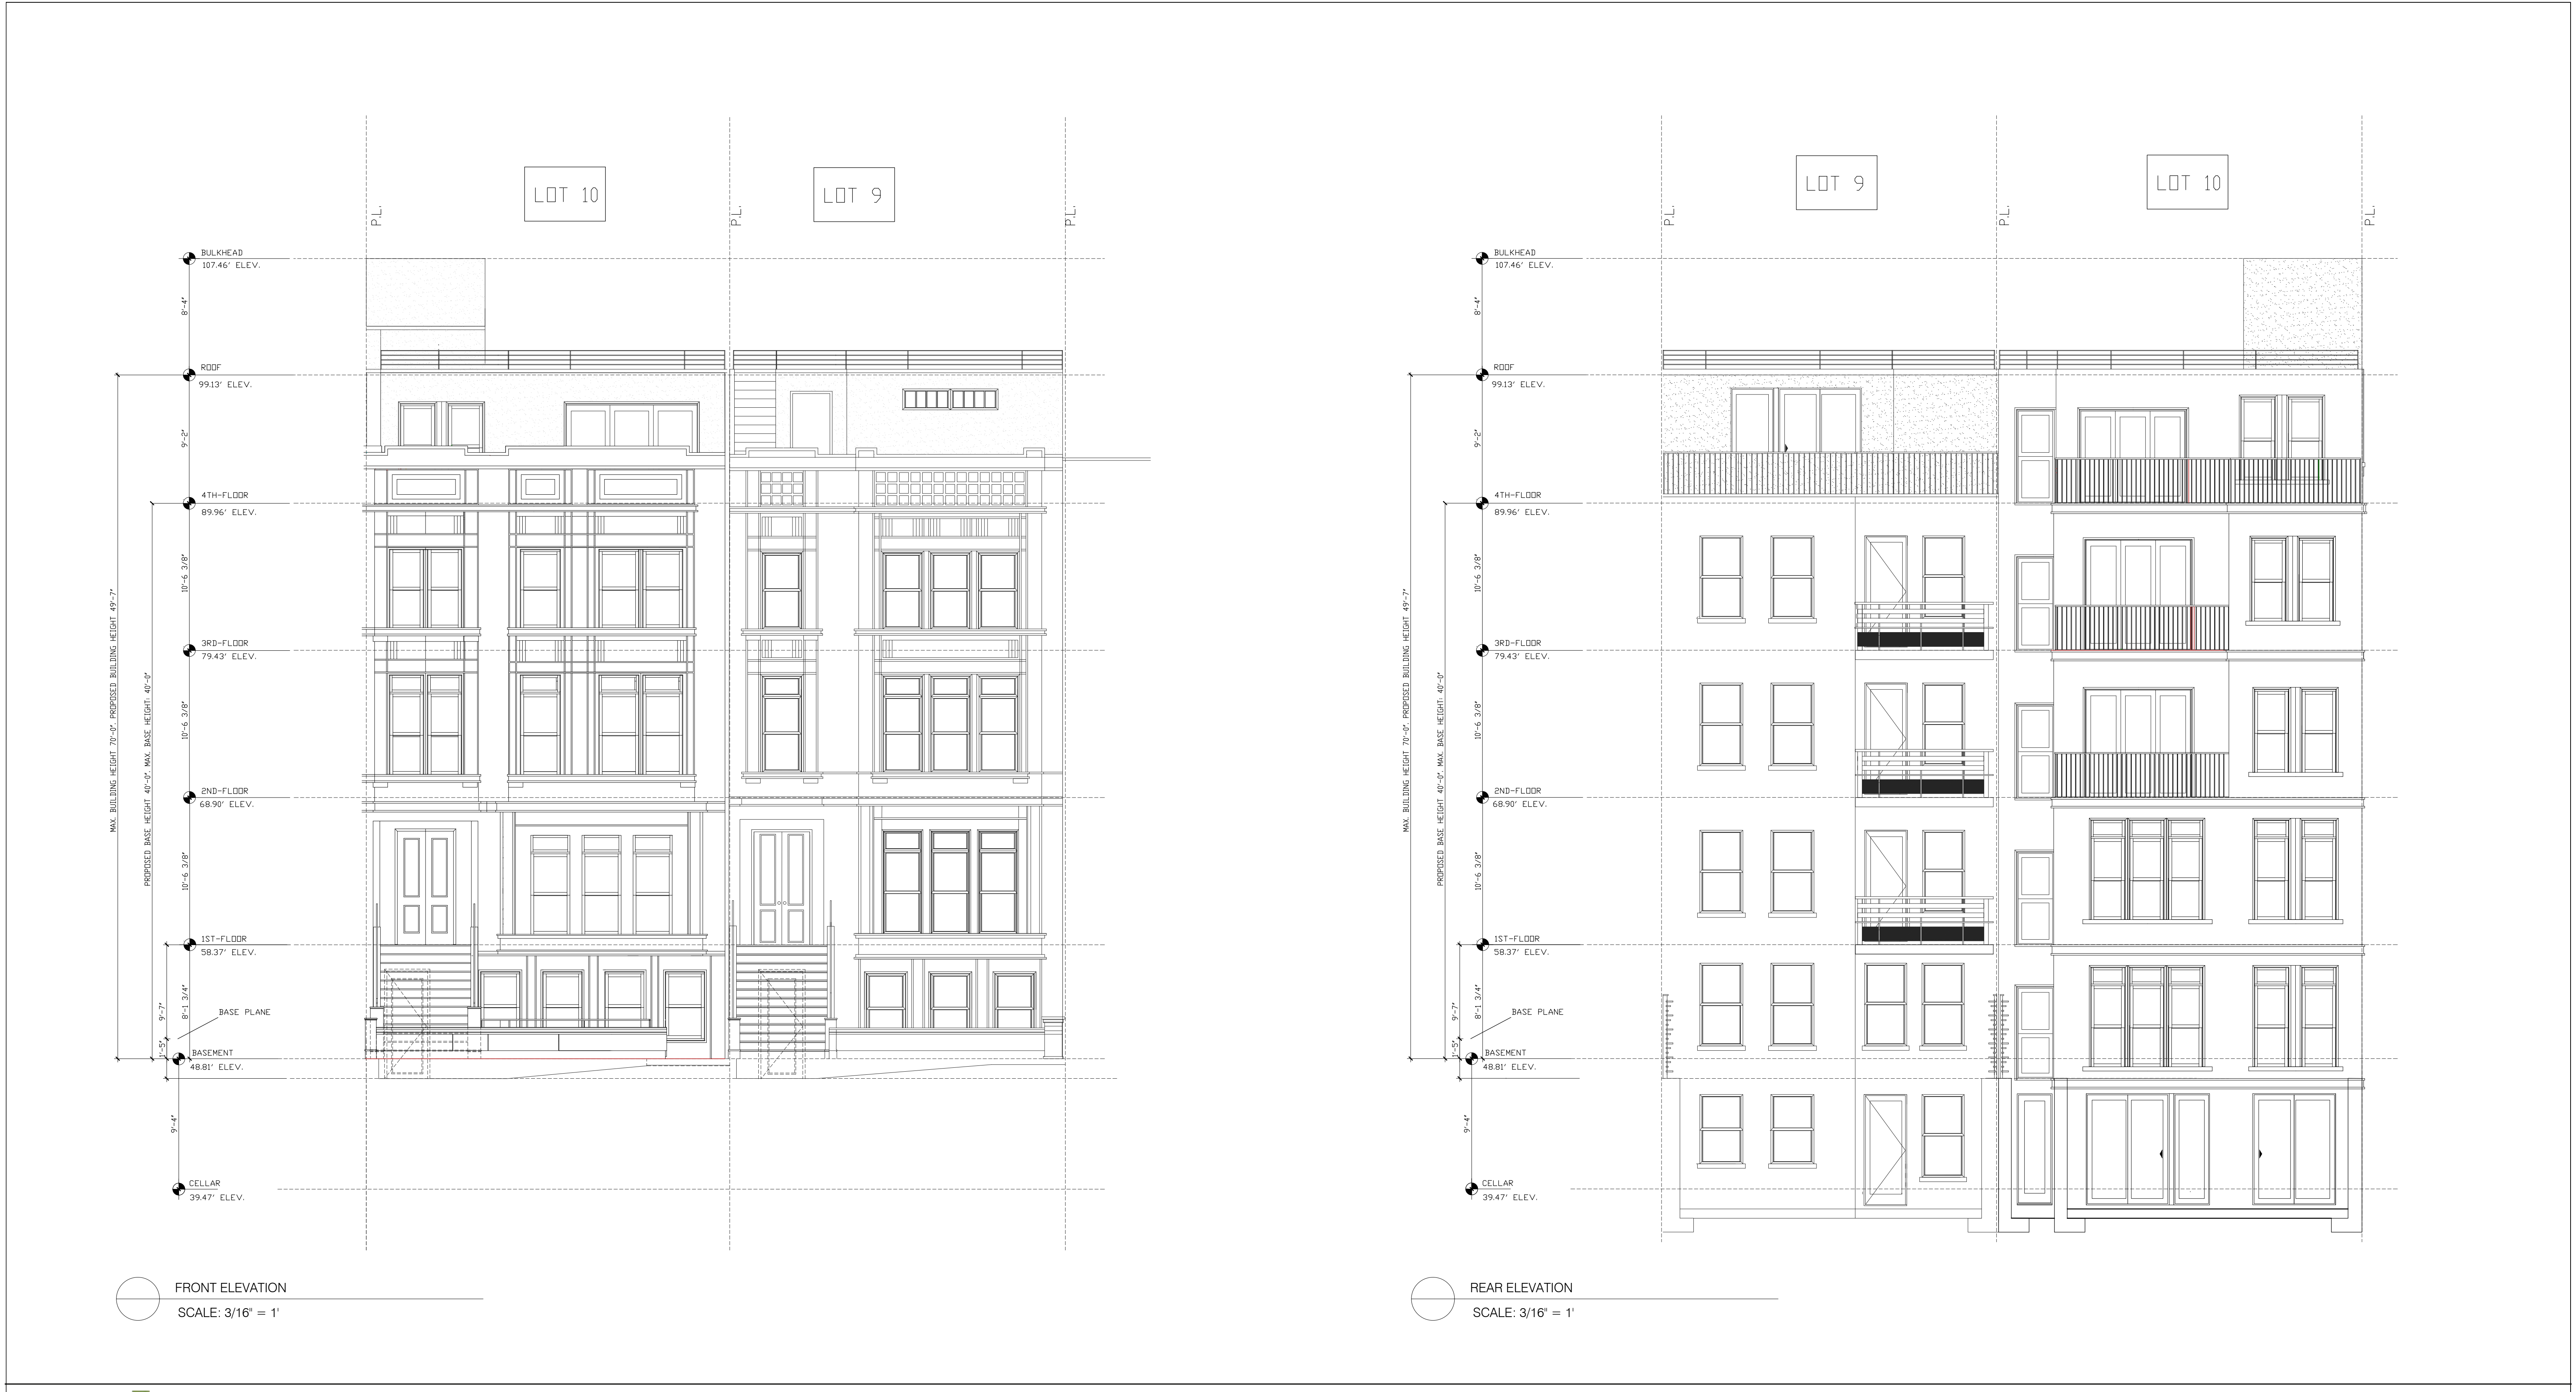 LOT 10
LOT 9
P.L.
P.L.
P.L.
BULKHEAD
107.46' ELEV.
8'-4"
ROOF
99.13' ELEV.
9'-2"
4TH-FLOOR
89.96' ELEV.
10'-6 3/8"
3RD-FLOOR
79.43' ELEV.
10'-6 3/8"
2ND-FLOOR
68.90' ELEV.
10'-6 3/8"
1ST-FLOOR
58.37' ELEV.
8'-1 3/4"
9'-7"
BASE PLANE
1'-5"
BASEMENT
48.81' ELEV.
9'-4"
CELLAR
39.47' ELEV.
MAX. BUILDING HEIGHT 70'-0". PROPOSED BUILDING HEIGHT 49'-7"
PROPOSED BASE HEIGHT 40'-0". MAX. BASE HEIGHT: 40'-0"
FRONT ELEVATION
SCALE: 3/16" = 1'
LOT 9
LOT 10
P.L.
P.L.
P.L.
BULKHEAD
107.46' ELEV.
8'-4"
ROOF
99.13' ELEV.
9'-2"
4TH-FLOOR
89.96' ELEV.
10'-6 3/8"
3RD-FLOOR
79.43' ELEV.
10'-6 3/8"
2ND-FLOOR
68.90' ELEV.
10'-6 3/8"
1ST-FLOOR
58.37' ELEV.
8'-1 3/4"
9'-7"
BASE PLANE
1'-5"
BASEMENT
48.81' ELEV.
9'-4"
CELLAR
39.47' ELEV.
MAX. BUILDING HEIGHT 70'-0". PROPOSED BUILDING HEIGHT 49'-7"
PROPOSED BASE HEIGHT 40'-0". MAX. BASE HEIGHT: 40'-0"
REAR ELEVATION
SCALE: 3/16" = 1'